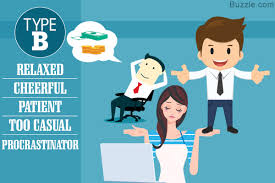 Buzzle.com
TYPE
B
RELAXED
CHEERFUL
PATIENT
TOO CASUAL
PROCRASTINATOR